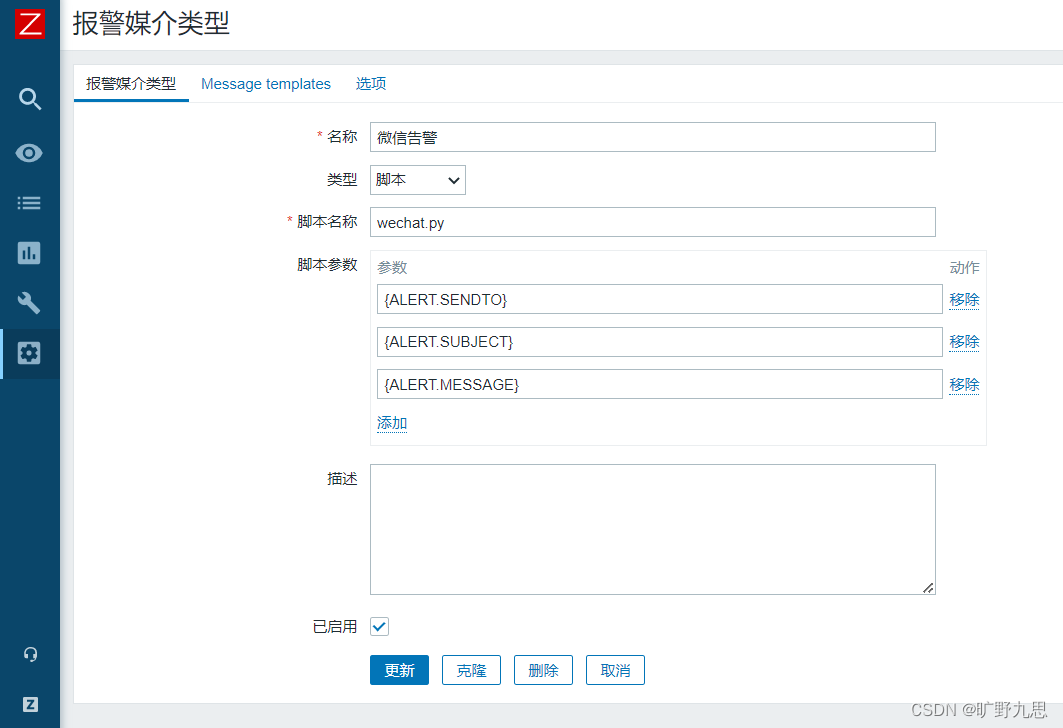 Z
报警媒介类型
报警媒介类型 Message templates 选项
* 名称 微信告警
类型 脚本
* 脚本名称 wechat.py
脚本参数 参数 动作
{ALERT.SENDTO} 移除
{ALERT.SUBJECT} 移除
{ALERT.MESSAGE} 移除
添加
描述
已启用
更新 克隆 删除 取消
Z
CSDN @旷野九思